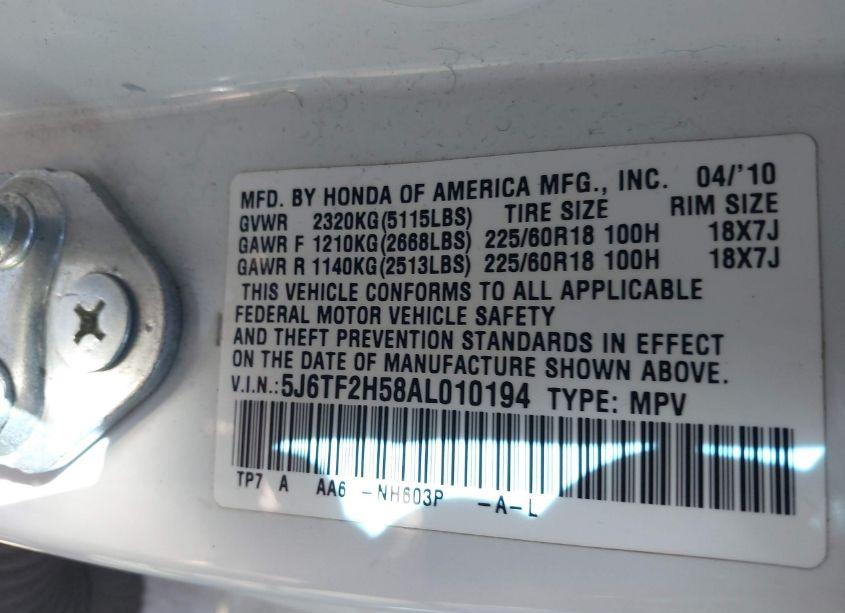 MFD. BY HONDA OF AMERICA MFG., INC. 04/'10
GVWR 2320KG(5115LBS) TIRE SIZE RIM SIZE
GAWR F 1210KG(2668LBS) 225/60R18 100H 18X7J
GAWR R 1140KG(2513LBS) 225/60R18 100H 18X7J
THIS VEHICLE CONFORMS TO ALL APPLICABLE
FEDERAL MOTOR VEHICLE SAFETY
AND THEFT PREVENTION STANDARDS IN EFFECT
ON THE DATE OF MANUFACTURE SHOWN ABOVE.
V.I.N.: 5J6TF2H58AL010194 TYPE: MPV
TP7 A AA6 -NH603P -A-L